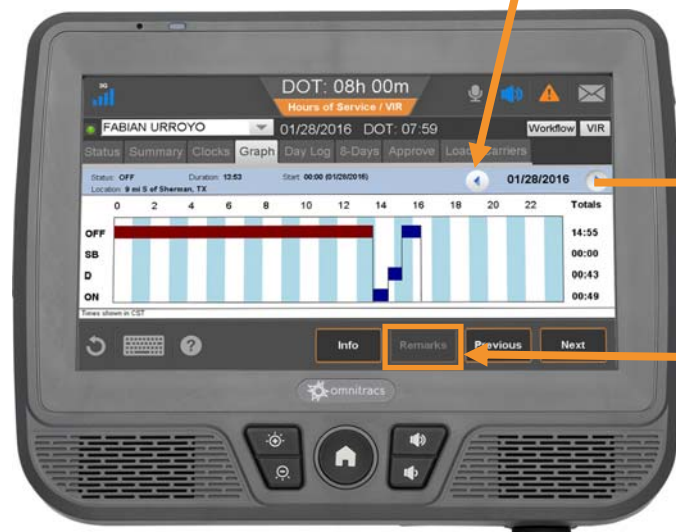 3G
DOT: 08h 00m
Hours of Service / VIR
FABIAN URROYO
01/28/2016 DOT: 07:59
Workflow VIR
Status Summary Clocks Graph Day Log 8-Days Approve Load Carriers
Status: OFF Duration: 13:53 Start: 00:00 (01/28/2016)
Location: 9 mi S of Sherman, TX
01/28/2016
0 2 4 6 8 10 12 14 16 18 20 22 Totals
OFF 14:55
SB 00:00
D 00:43
ON 00:49
Times shown in CST
?
Info Remarks Previous Next
omnitracs